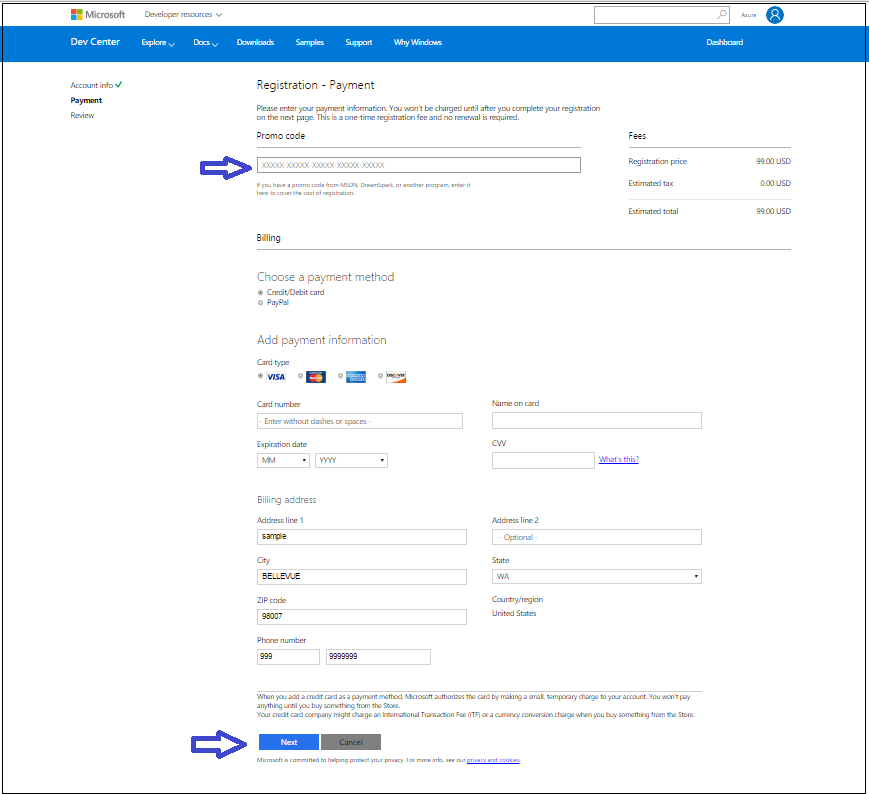 Microsoft Developer resources Azure
Dev Center Explore Docs Downloads Samples Support Why Windows Dashboard
Account info
Payment
Review
Registration - Payment
Please enter your payment information. You won't be charged until after you complete your registration
on the next page. This is a one-time registration fee and no renewal is required.
Promo code
XXXXX-XXXXX-XXXXX-XXXXX-XXXXX
If you have a promo code from MSDN, DreamSpark, or another program, enter it
here to cover the cost of registration.
Fees
Registration price 99.00 USD
Estimated tax 0.00 USD
Estimated total 99.00 USD
Billing
Choose a payment method
Credit/Debit card
PayPal
Add payment information
Card type
VISA MasterCard AMERICAN EXPRESS DISCOVER
Card number Name on card
- Enter without dashes or spaces -
Expiration date CVV
MM YYYY What's this?
Billing address
Address line 1 Address line 2
sample - Optional -
City State
BELLEVUE WA
ZIP code Country/region
98007 United States
Phone number
999 9999999
When you add a credit card as a payment method, Microsoft authorizes the card by making a small, temporary charge to your account. You won't pay
anything until you buy something from the Store.
Your credit card company might charge an International Transaction Fee (ITF) or a currency conversion charge when you buy something from the Store.
Next Cancel
Microsoft is committed to helping protect your privacy. For more info, see our privacy and cookies.